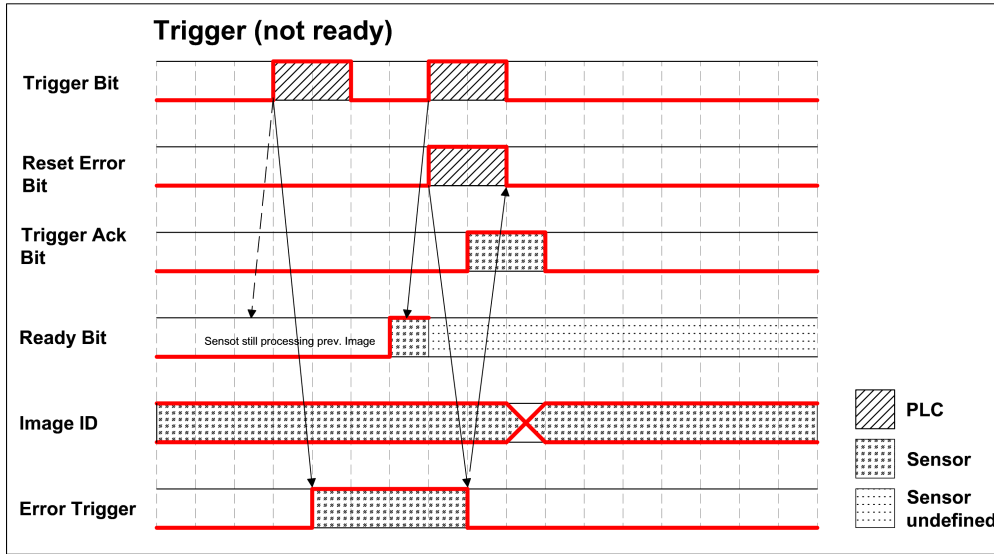 Trigger (not ready)
Trigger Bit
Reset Error
Bit
Trigger Ack
Bit
Ready Bit
Sensot still processing prev. Image
Image ID
Error Trigger
PLC
Sensor
Sensor
undefined